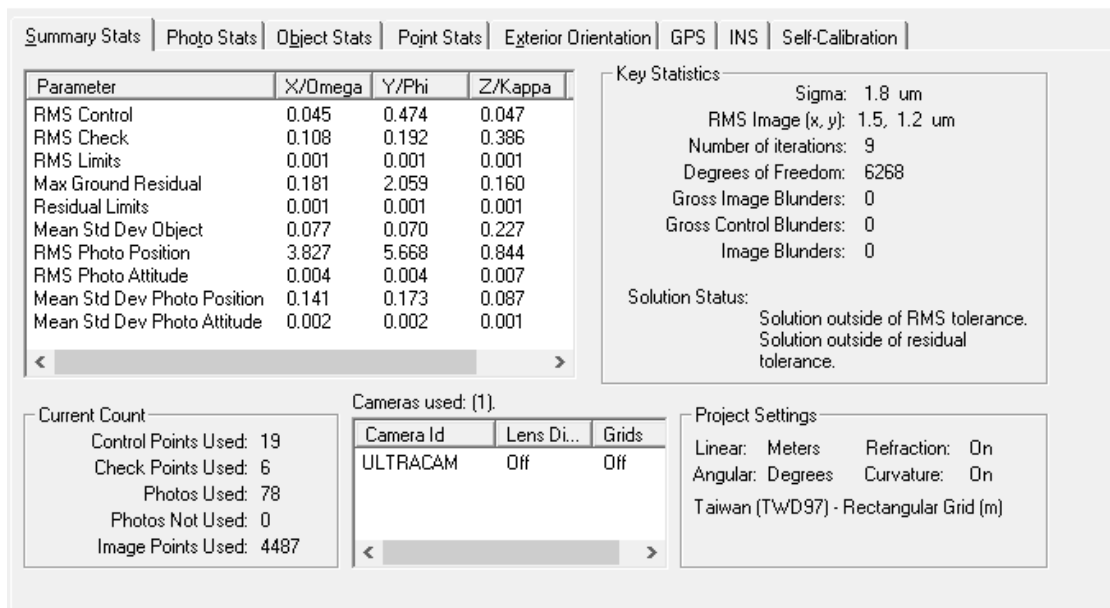 Summary Stats Photo Stats Object Stats Point Stats Exterior Orientation GPS INS Self-Calibration
Parameter X/Omega Y/Phi Z/Kappa
RMS Control 0.045 0.474 0.047
RMS Check 0.108 0.192 0.386
RMS Limits 0.001 0.001 0.001
Max Ground Residual 0.181 2.059 0.160
Residual Limits 0.001 0.001 0.001
Mean Std Dev Object 0.077 0.070 0.227
RMS Photo Position 3.827 5.668 0.844
RMS Photo Attitude 0.004 0.004 0.007
Mean Std Dev Photo Position 0.141 0.173 0.087
Mean Std Dev Photo Attitude 0.002 0.002 0.001
Key Statistics
Sigma: 1.8 um
RMS Image (x, y): 1.5, 1.2 um
Number of iterations: 9
Degrees of Freedom: 6268
Gross Image Blunders: 0
Gross Control Blunders: 0
Image Blunders: 0
Solution Status:
Solution outside of RMS tolerance.
Solution outside of residual
tolerance.
Current Count
Control Points Used: 19
Check Points Used: 6
Photos Used: 78
Photos Not Used: 0
Image Points Used: 4487
Cameras used: (1).
Camera Id Lens Di... Grids
ULTRACAM Off Off
Project Settings
Linear: Meters Refraction: On
Angular: Degrees Curvature: On
Taiwan (TWD97) - Rectangular Grid (m)